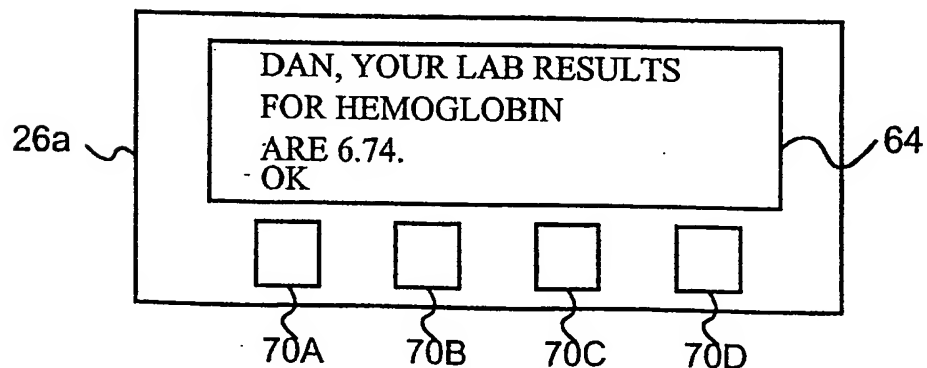 DAN, YOUR LAB RESULTS
FOR HEMOGLOBIN
ARE 6.74.
OK
26a
64
70A 70B 70C 70D